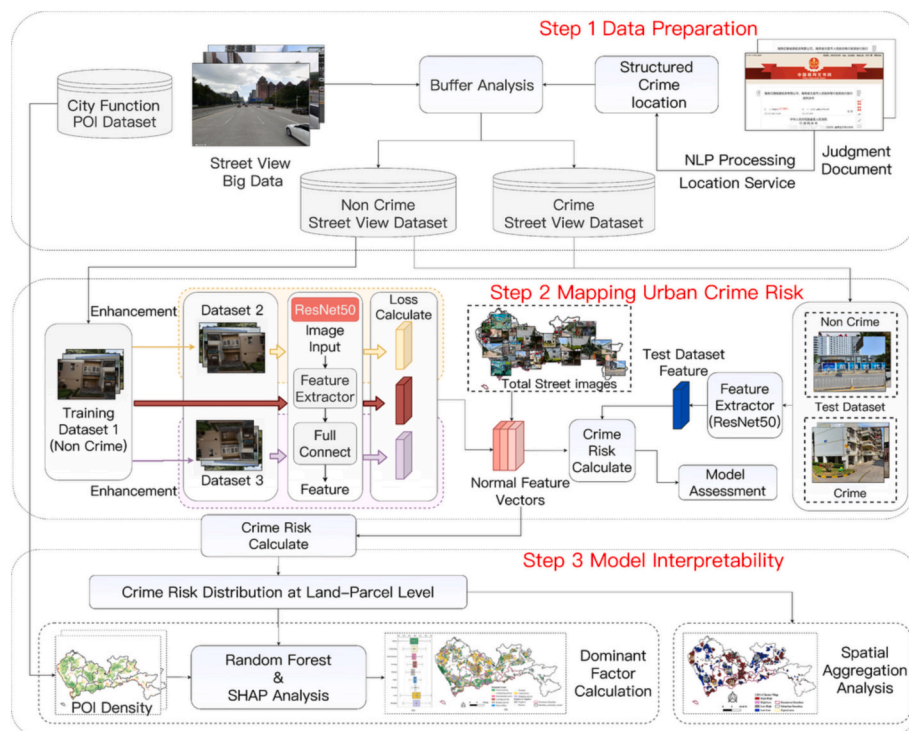 Step 1 Data Preparation
City Function
POI Dataset
Street View
Big Data
Buffer Analysis
Structured
Crime
location
NLP Processing
Location Service
Judgment
Document
Non Crime
Street View Dataset
Crime
Street View Dataset
Step 2 Mapping Urban Crime Risk
Enhancement
Training
Dataset 1
(Non Crime)
Enhancement
Dataset 2
Dataset 3
ResNet50
Image
Input
Feature
Extractor
Full
Connect
Feature
Loss
Calculate
Total Street images
Normal Feature
Vectors
Crime
Risk
Calculate
Test Dataset
Feature
Feature
Extractor
(ResNet50)
Model
Assessment
Non Crime
Test Dataset
Crime
Crime Risk
Calculate
Step 3 Model Interpretability
Crime Risk Distribution at Land-Parcel Level
POI Density
Random Forest
&
SHAP Analysis
Dominant
Factor
Calculation
Spatial
Aggregation
Analysis